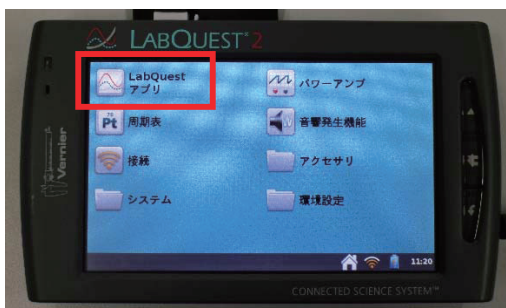 LABQUEST®2
LabQuest
アプリ
パワーアンプ
Pt
周期表
音響発生機能
接続
アクセサリ
システム
環境設定
11:20
Vernier
CONNECTED SCIENCE SYSTEM™